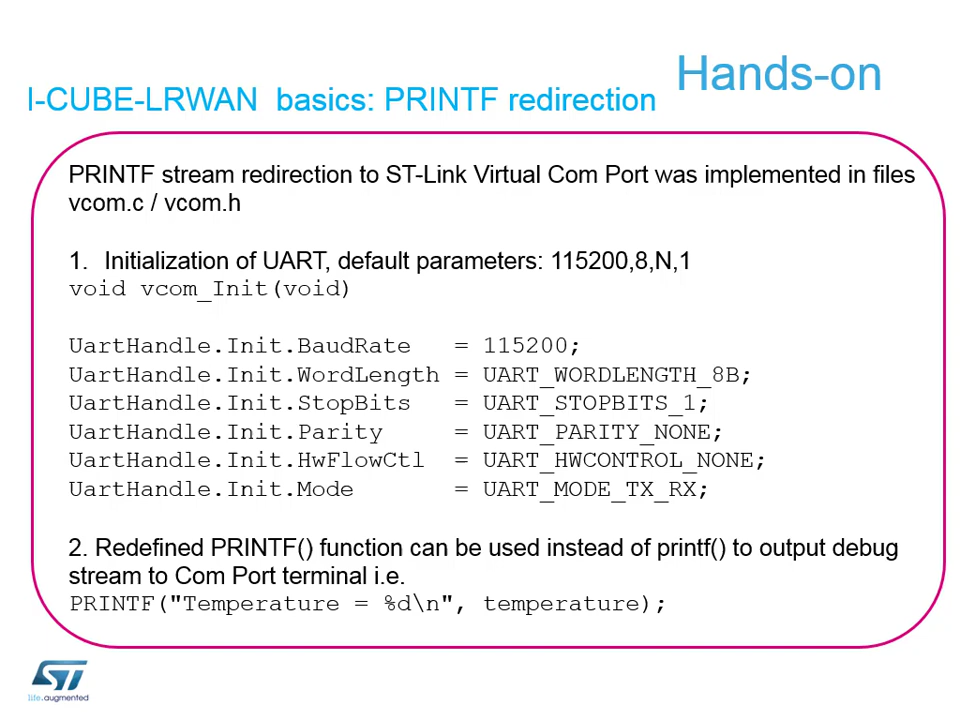 Hands-on
I-CUBE-LRWAN basics: PRINTF redirection
PRINTF stream redirection to ST-Link Virtual Com Port was implemented in files
vcom.c / vcom.h
1. Initialization of UART, default parameters: 115200,8,N,1
void vcom_Init(void)
UartHandle.Init.BaudRate = 115200;
UartHandle.Init.WordLength = UART_WORDLENGTH_8B;
UartHandle.Init.StopBits = UART_STOPBITS_1;
UartHandle.Init.Parity = UART_PARITY_NONE;
UartHandle.Init.HwFlowCtl = UART_HWCONTROL_NONE;
UartHandle.Init.Mode = UART_MODE_TX_RX;
2. Redefined PRINTF() function can be used instead of printf() to output debug
stream to Com Port terminal i.e.
PRINTF("Temperature = %d\n", temperature);
ST
life.augmented